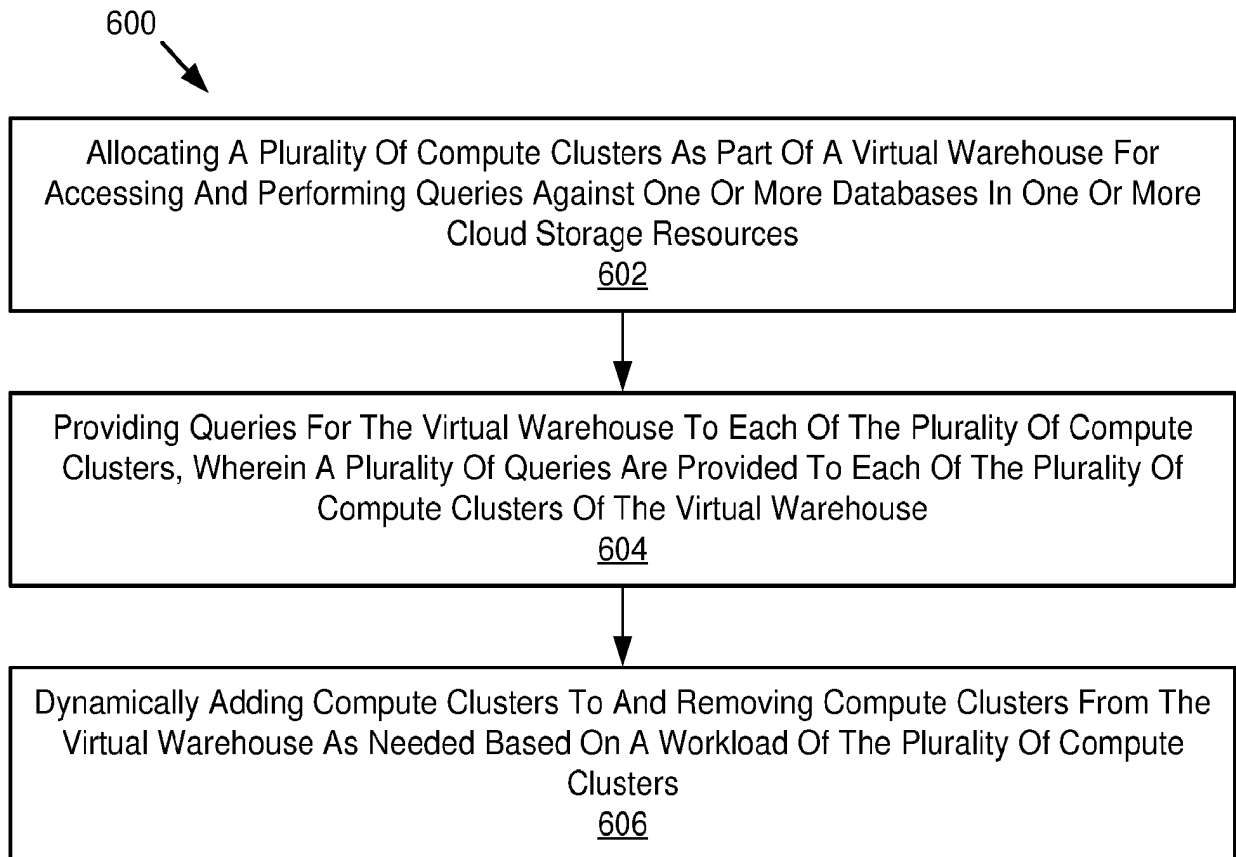 600
Allocating A Plurality Of Compute Clusters As Part Of A Virtual Warehouse For
Accessing And Performing Queries Against One Or More Databases In One Or More
Cloud Storage Resources
602
Providing Queries For The Virtual Warehouse To Each Of The Plurality Of Compute
Clusters, Wherein A Plurality Of Queries Are Provided To Each Of The Plurality Of
Compute Clusters Of The Virtual Warehouse
604
Dynamically Adding Compute Clusters To And Removing Compute Clusters From The
Virtual Warehouse As Needed Based On A Workload Of The Plurality Of Compute
Clusters
606